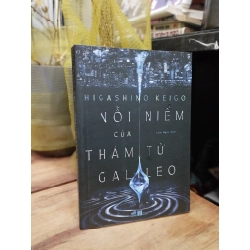 HIGASHINO KEIGO
NỖI NIỀM
CỦA
THÁM TỬ
GALILEO